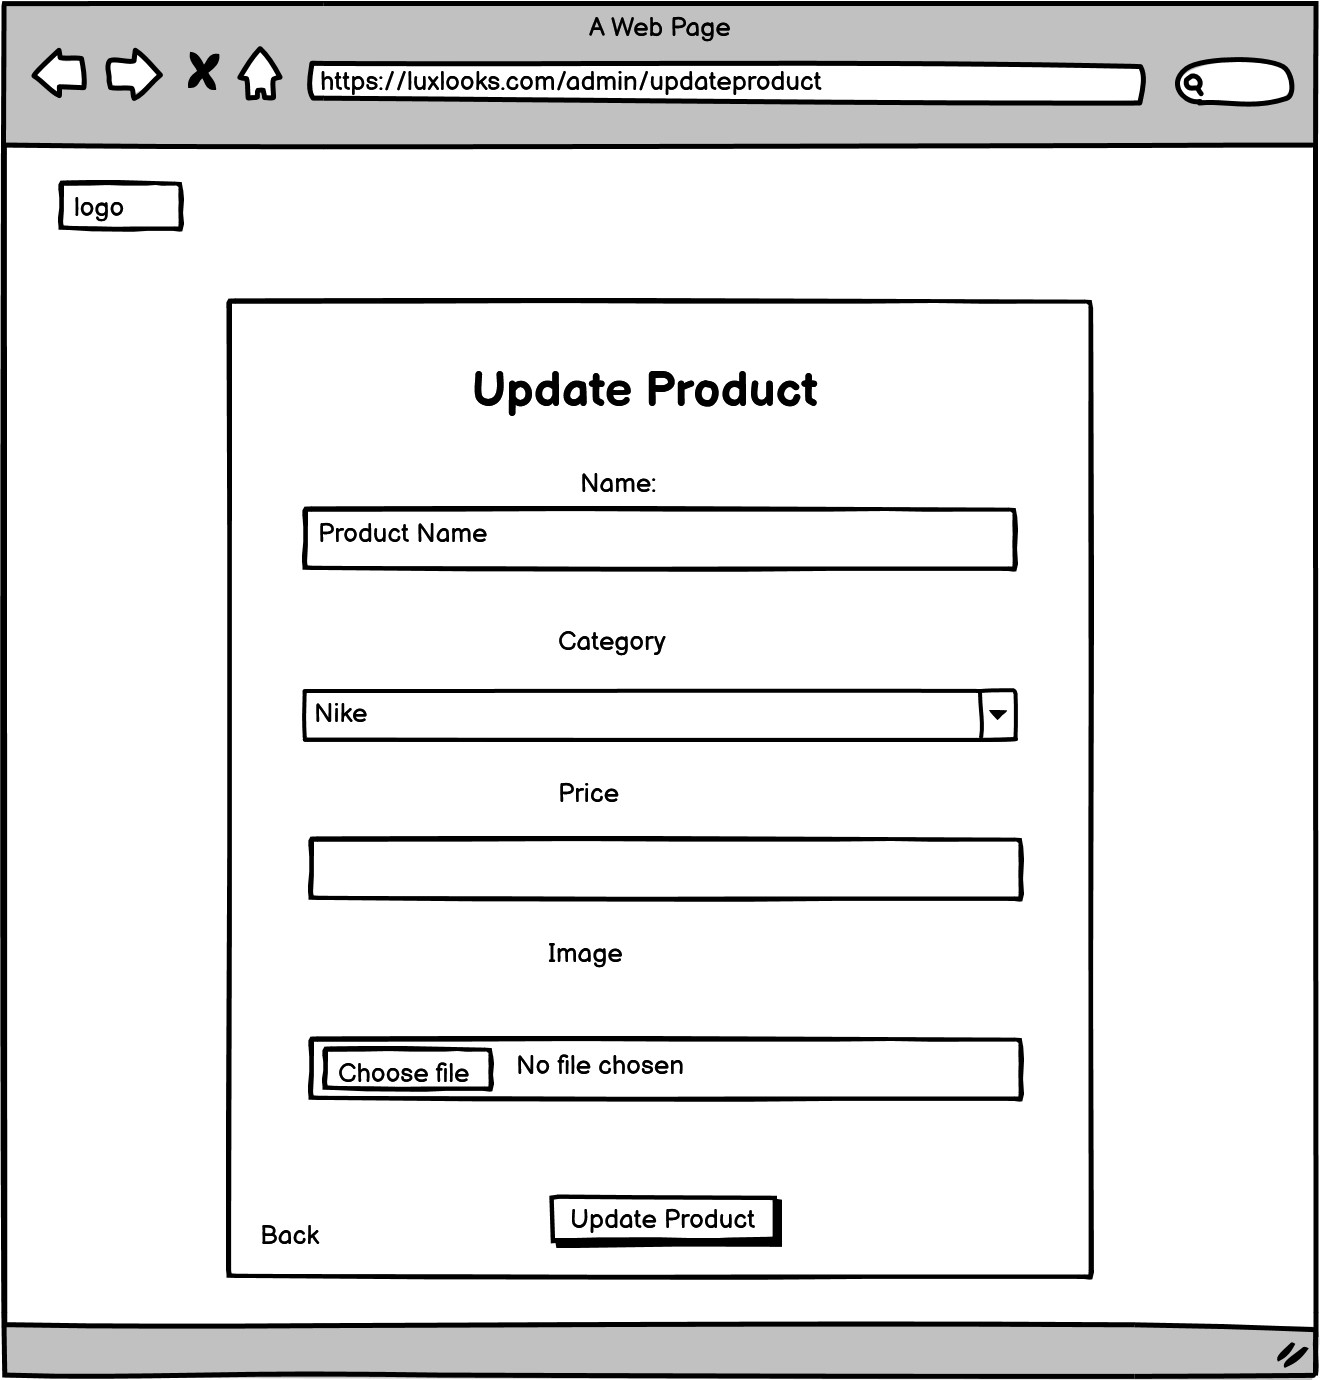 A Web Page
https://luxlooks.com/admin/updateproduct
logo
Update Product
Name:
Product Name
Category
Nike
Price
Image
Choose file No file chosen
Update Product
Back